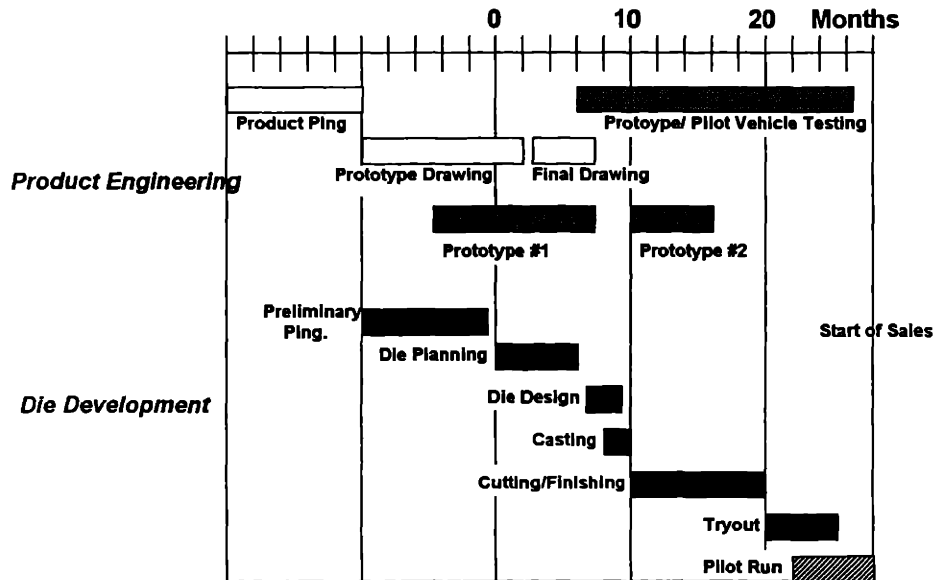 0 10 20 Months
Product Plng
Protoype/ Pilot Vehicle Testing
Prototype Drawing Final Drawing
Product Engineering
Prototype #1 Prototype #2
Preliminary
Plng.
Start of Sales
Die Planning
Die Design
Die Development
Casting
Cutting/Finishing
Tryout
Pilot Run